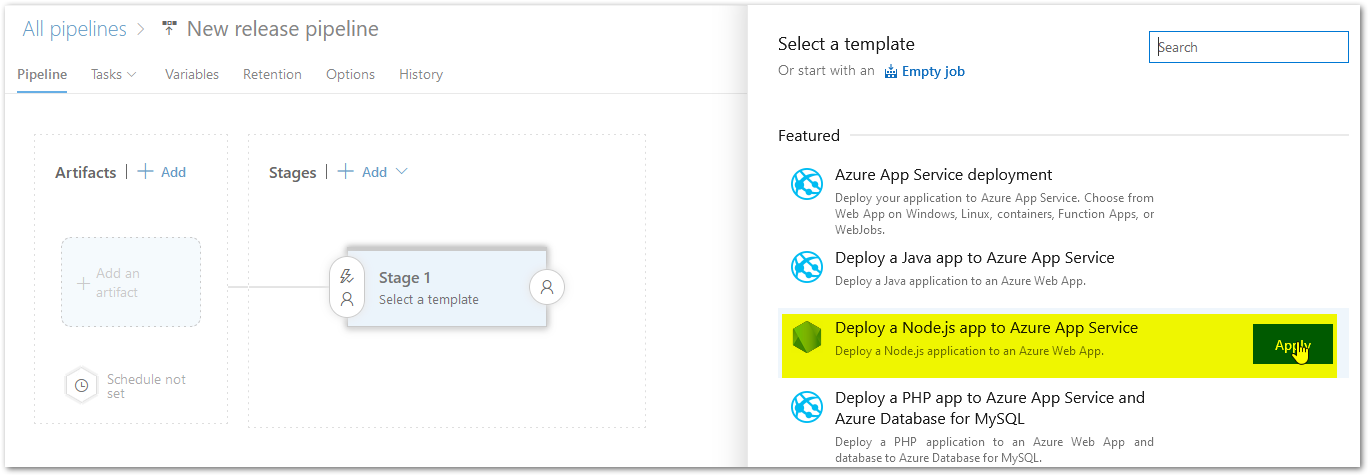 All pipelines > New release pipeline
Pipeline Tasks Variables Retention Options History
Artifacts | + Add
Stages | + Add
+ Add an
artifact
Schedule not
set
Stage 1
Select a template
Select a template
Search
Or start with an Empty job
Featured
Azure App Service deployment
Deploy your application to Azure App Service. Choose from
Web App on Windows, Linux, containers, Function Apps, or
WebJobs.
Deploy a Java app to Azure App Service
Deploy a Java application to an Azure Web App.
Deploy a Node.js app to Azure App Service
Deploy a Node.js application to an Azure Web App.
Apply
Deploy a PHP app to Azure App Service and
Azure Database for MySQL
Deploy a PHP application to an Azure Web App and
database to Azure Database for MySQL.